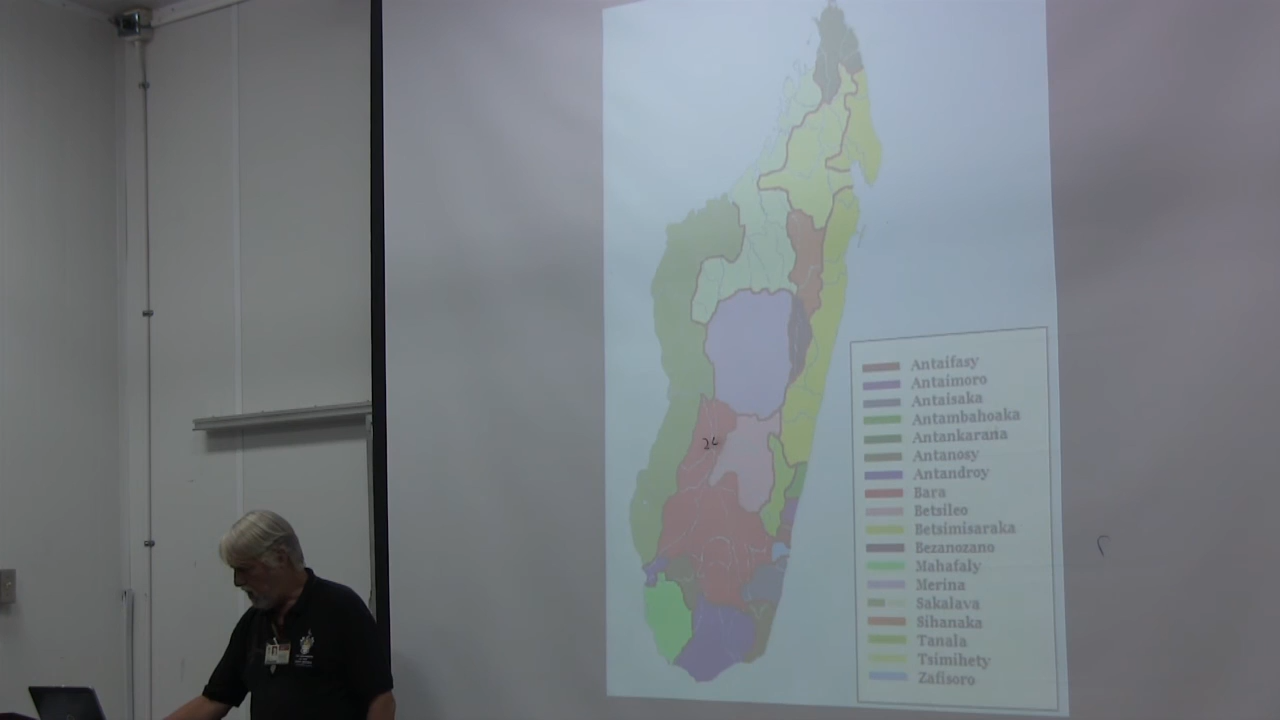 Antaifasy
Antaimoro
Antaisaka
Antambahoaka
Antankarana
Antanosy
Antandroy
Bara
Betsileo
Betsimisaraka
Bezanozano
Mahafaly
Merina
Sakalava
Sihanaka
Tanala
Tsimihety
Zafisoro